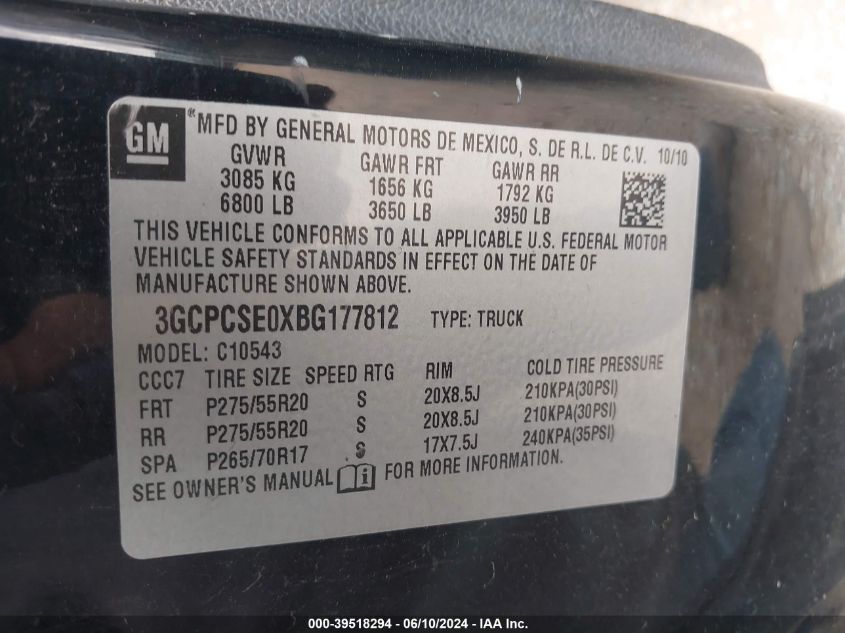 GM ® MFD BY GENERAL MOTORS DE MEXICO, S. DE R.L. DE C.V. 10/10
GVWR GAWR FRT GAWR RR
3085 KG 1656 KG 1792 KG
6800 LB 3650 LB 3950 LB
THIS VEHICLE CONFORMS TO ALL APPLICABLE U.S. FEDERAL MOTOR
VEHICLE SAFETY STANDARDS IN EFFECT ON THE DATE OF
MANUFACTURE SHOWN ABOVE.
3GCPCSE0XBG177812 TYPE: TRUCK
MODEL: C10543
CCC7 TIRE SIZE SPEED RTG RIM COLD TIRE PRESSURE
FRT P275/55R20 S 20X8.5J 210KPA(30PSI)
RR P275/55R20 S 20X8.5J 210KPA(30PSI)
SPA P265/70R17 S 17X7.5J 240KPA(35PSI)
SEE OWNER'S MANUAL i FOR MORE INFORMATION.
000-39518294 - 06/10/2024 - IAA Inc.